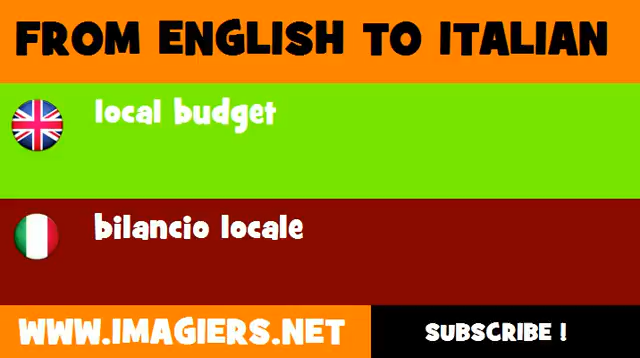 FROM ENGLISH TO ITALIAN
local budget
bilancio locale
WWW.IMAGIERS.NET
SUBSCRIBE !